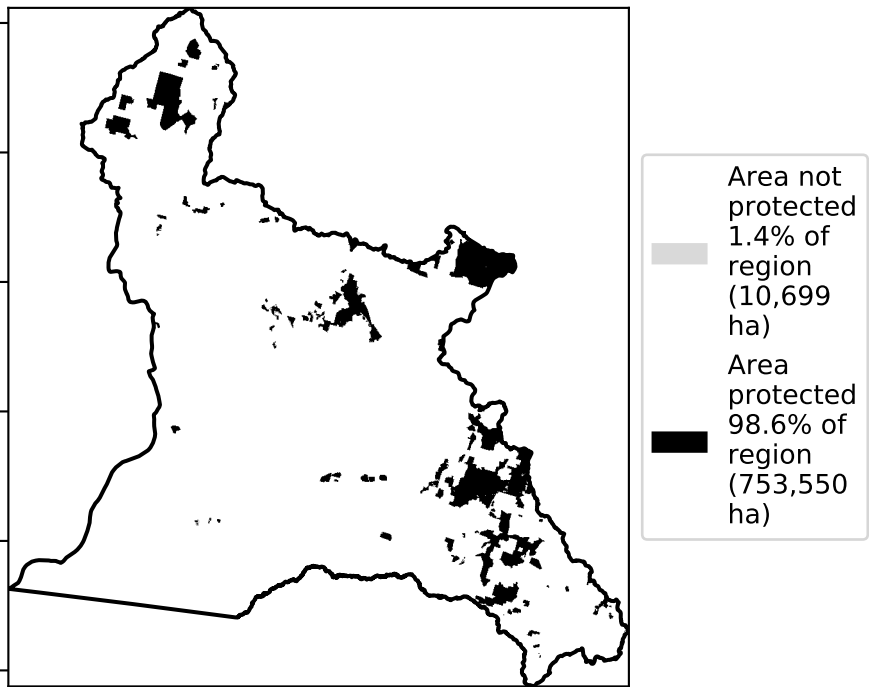 Area not
protected
1.4% of
region
(10,699
ha)
Area
protected
98.6% of
region
(753,550
ha)